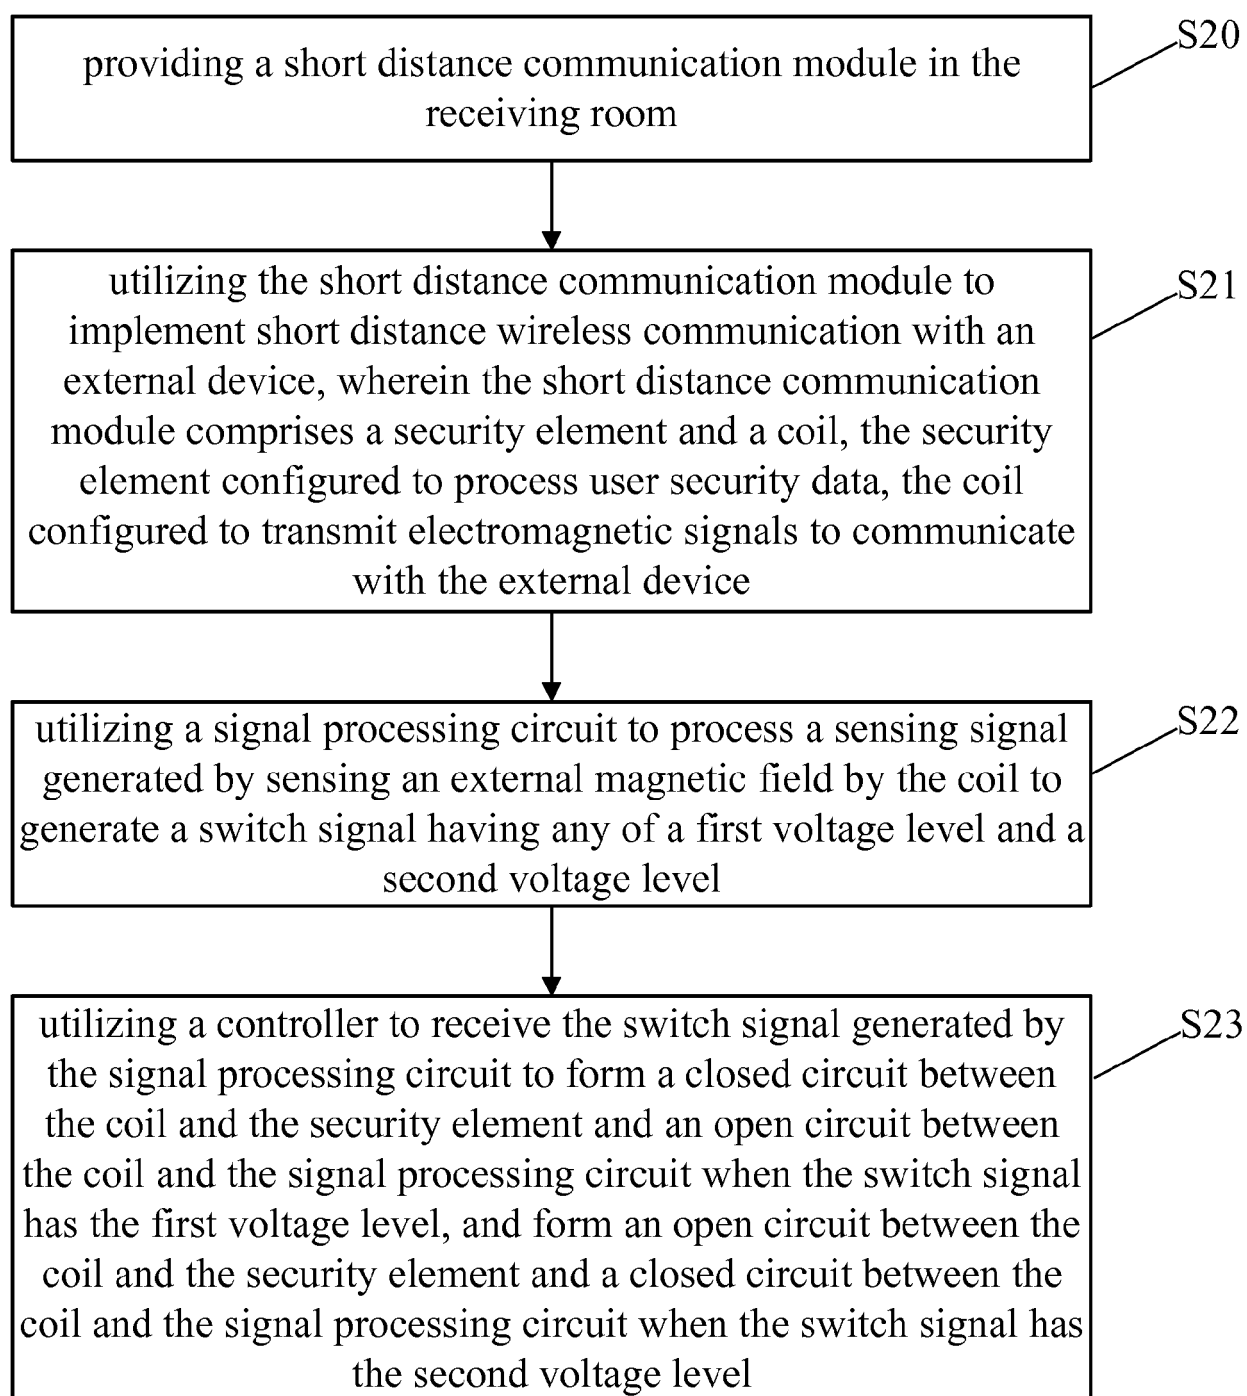 providing a short distance communication module in the
receiving room
S20
utilizing the short distance communication module to
implement short distance wireless communication with an
external device, wherein the short distance communication
module comprises a security element and a coil, the security
element configured to process user security data, the coil
configured to transmit electromagnetic signals to communicate
with the external device
S21
utilizing a signal processing circuit to process a sensing signal
generated by sensing an external magnetic field by the coil to
generate a switch signal having any of a first voltage level and a
second voltage level
S22
utilizing a controller to receive the switch signal generated by
the signal processing circuit to form a closed circuit between
the coil and the security element and an open circuit between
the coil and the signal processing circuit when the switch signal
has the first voltage level, and form an open circuit between the
coil and the security element and a closed circuit between the
coil and the signal processing circuit when the switch signal has
the second voltage level
S23